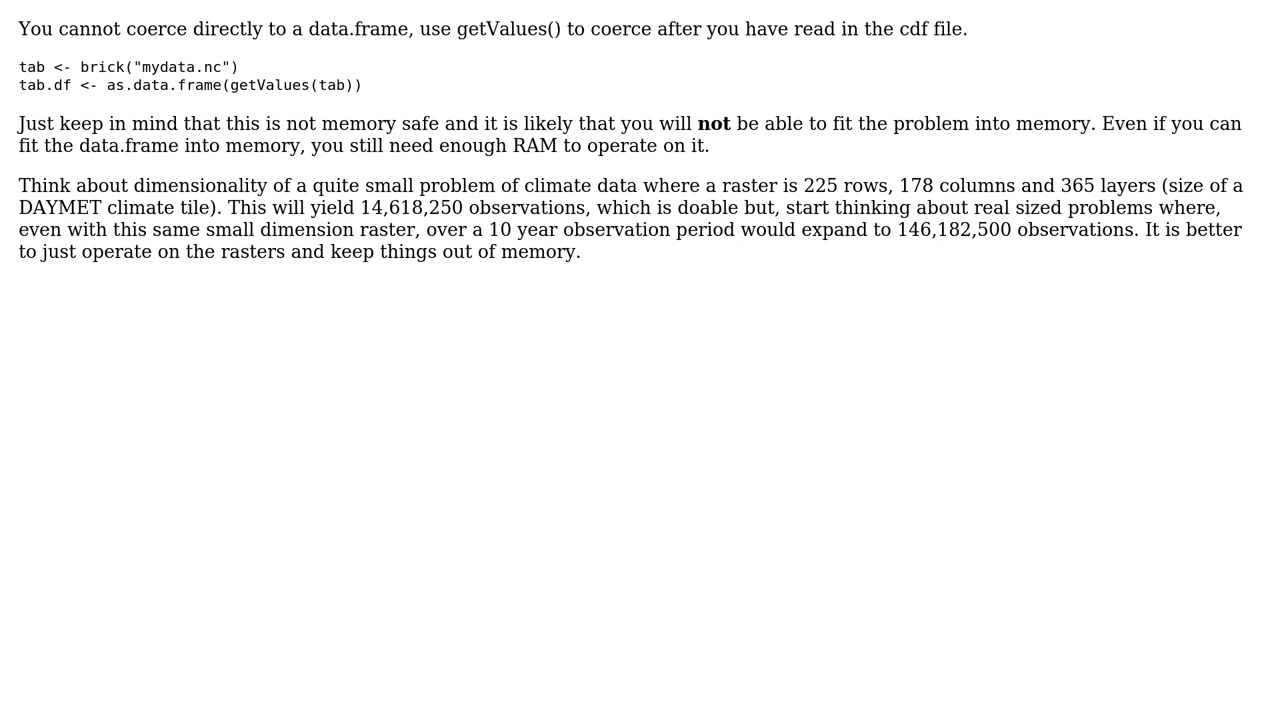 You cannot coerce directly to a data.frame, use getValues() to coerce after you have read in the cdf file.
tab <- brick("mydata.nc")
tab.df <- as.data.frame(getValues(tab))
Just keep in mind that this is not memory safe and it is likely that you will not be able to fit the problem into memory. Even if you can
fit the data.frame into memory, you still need enough RAM to operate on it.
Think about dimensionality of a quite small problem of climate data where a raster is 225 rows, 178 columns and 365 layers (size of a
DAYMET climate tile). This will yield 14,618,250 observations, which is doable but, start thinking about real sized problems where,
even with this same small dimension raster, over a 10 year observation period would expand to 146,182,500 observations. It is better
to just operate on the rasters and keep things out of memory.